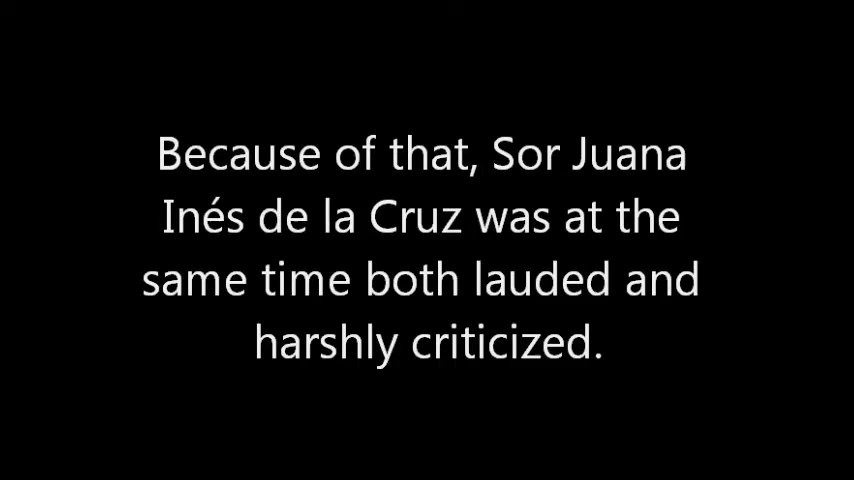 Because of that, Sor Juana
Inés de la Cruz was at the
same time both lauded and
harshly criticized.